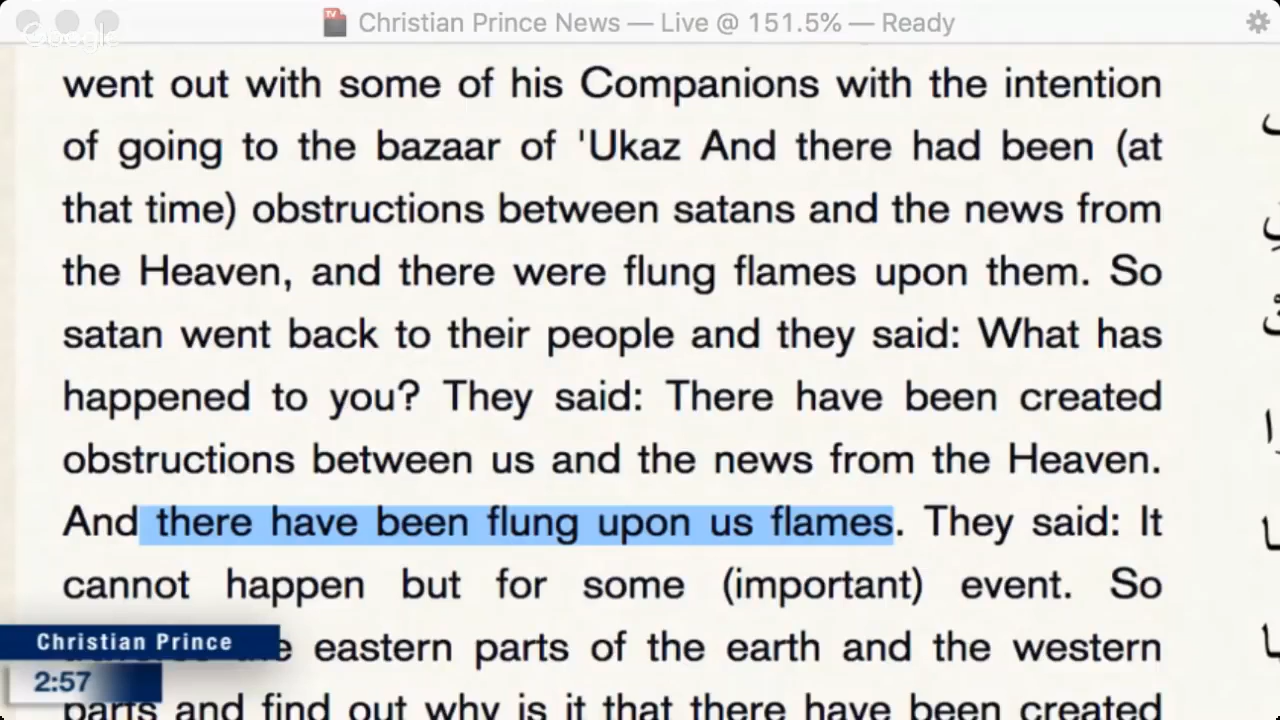 Christian Prince News — Live @ 151.5% — Ready
Google
went out with some of his Companions with the intention
of going to the bazaar of 'Ukaz And there had been (at
that time) obstructions between satans and the news from
the Heaven, and there were flung flames upon them. So
satan went back to their people and they said: What has
happened to you? They said: There have been created
obstructions between us and the news from the Heaven.
And there have been flung upon us flames. They said: It
cannot happen but for some (important) event. So
eastern parts of the earth and the western
parts and find out why is it that there have been created
Christian Prince
2:57